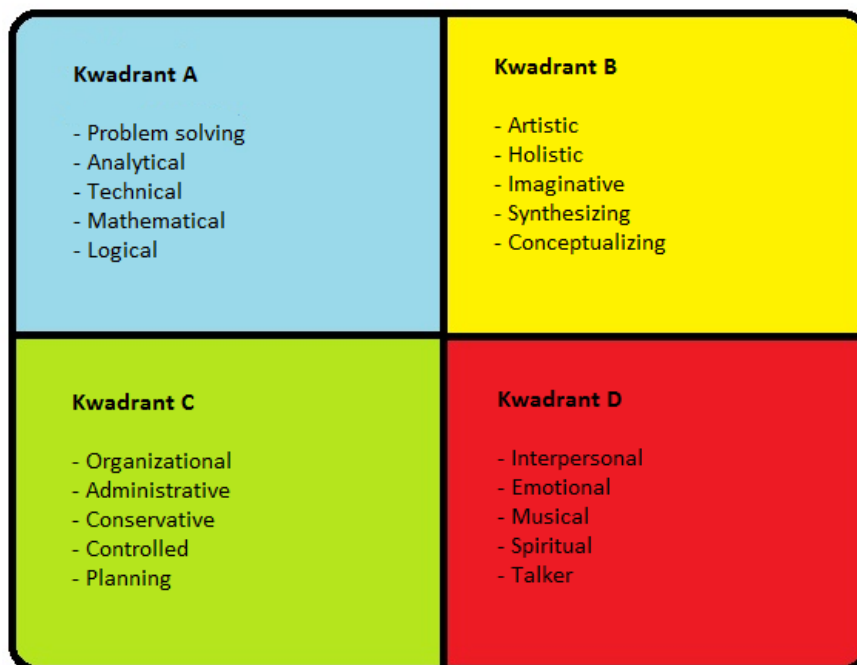 Kwadrant A
- Problem solving
- Analytical
- Technical
- Mathematical
- Logical
Kwadrant B
- Artistic
- Holistic
- Imaginative
- Synthesizing
- Conceptualizing
Kwadrant C
- Organizational
- Administrative
- Conservative
- Controlled
- Planning
Kwadrant D
- Interpersonal
- Emotional
- Musical
- Spiritual
- Talker